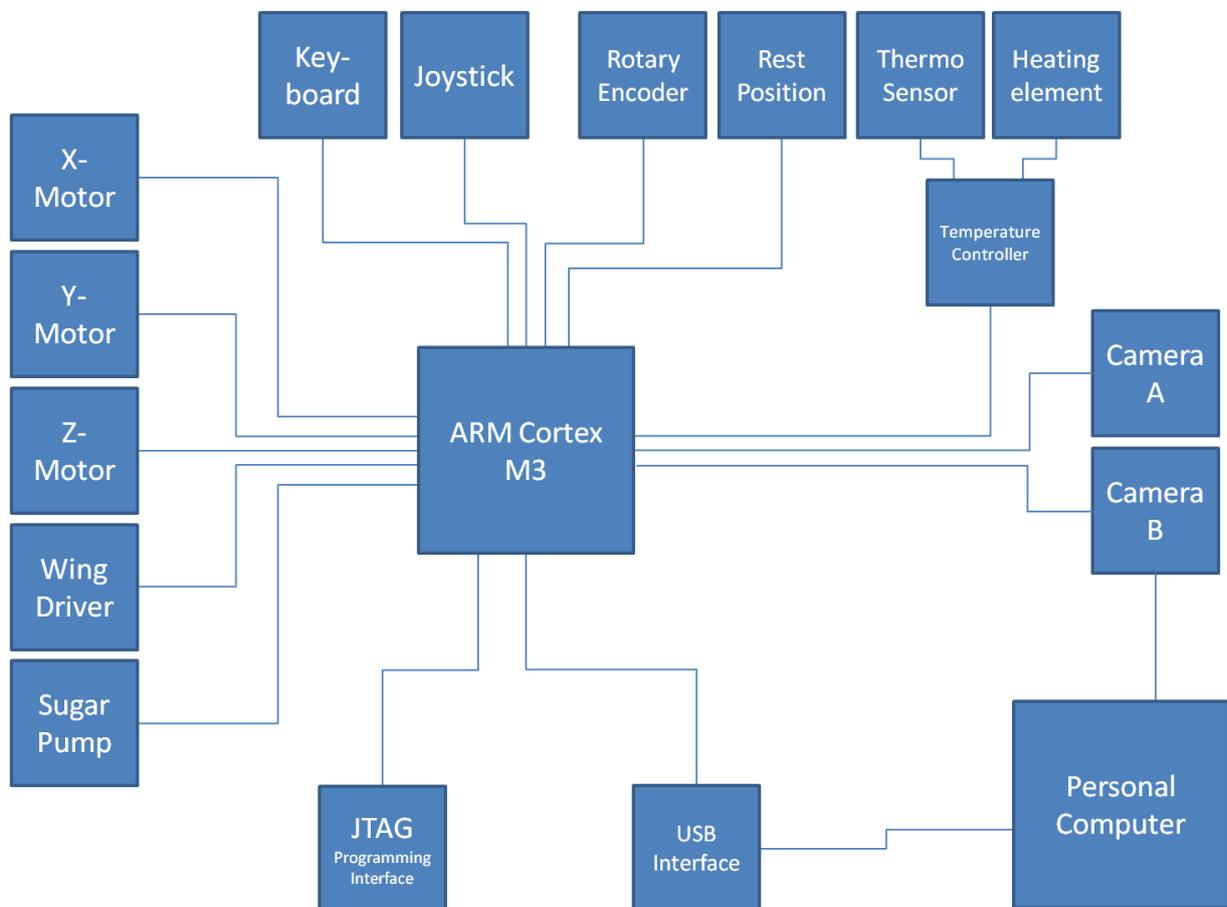 Key-
board
Joystick
Rotary
Encoder
Rest
Position
Thermo
Sensor
Heating
element
X-
Motor
Temperature
Controller
Y-
Motor
Camera
A
Z-
Motor
ARM Cortex
M3
Camera
B
Wing
Driver
Sugar
Pump
JTAG
Programming
Interface
USB
Interface
Personal
Computer